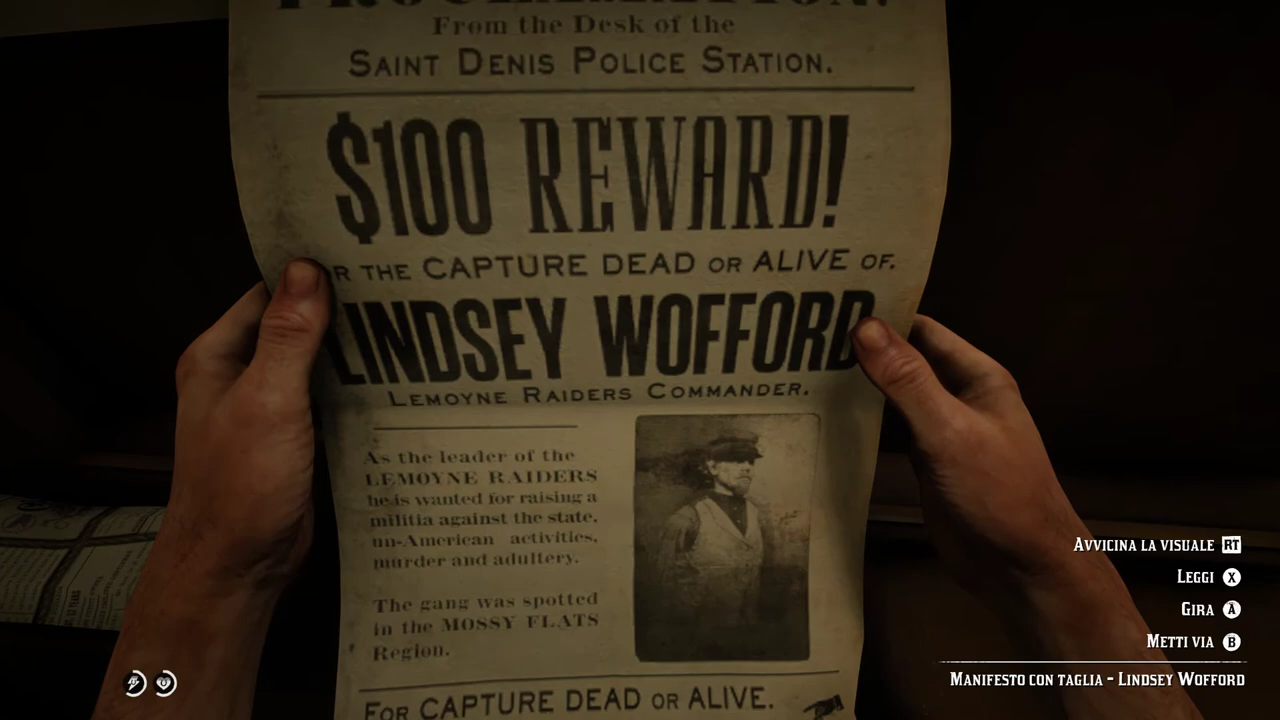 From the Desk of the
SAINT DENIS POLICE STATION.
$100 REWARD!
R THE CAPTURE DEAD OR ALIVE OF.
LINDSEY WOFFORD
LEMOYNE RAIDERS COMMANDER.
As the leader of the
LEMOYNE RAIDERS
he is wanted for raising a
militia against the state,
un-American activities,
murder and adultery.
The gang was spotted
in the MOSSY FLATS
Region.
FOR CAPTURE DEAD OR ALIVE.
AVVICINA LA VISUALE RT
LEGGI X
GIRA A
METTI VIA B
MANIFESTO CON TAGLIA - LINDSEY WOFFORD